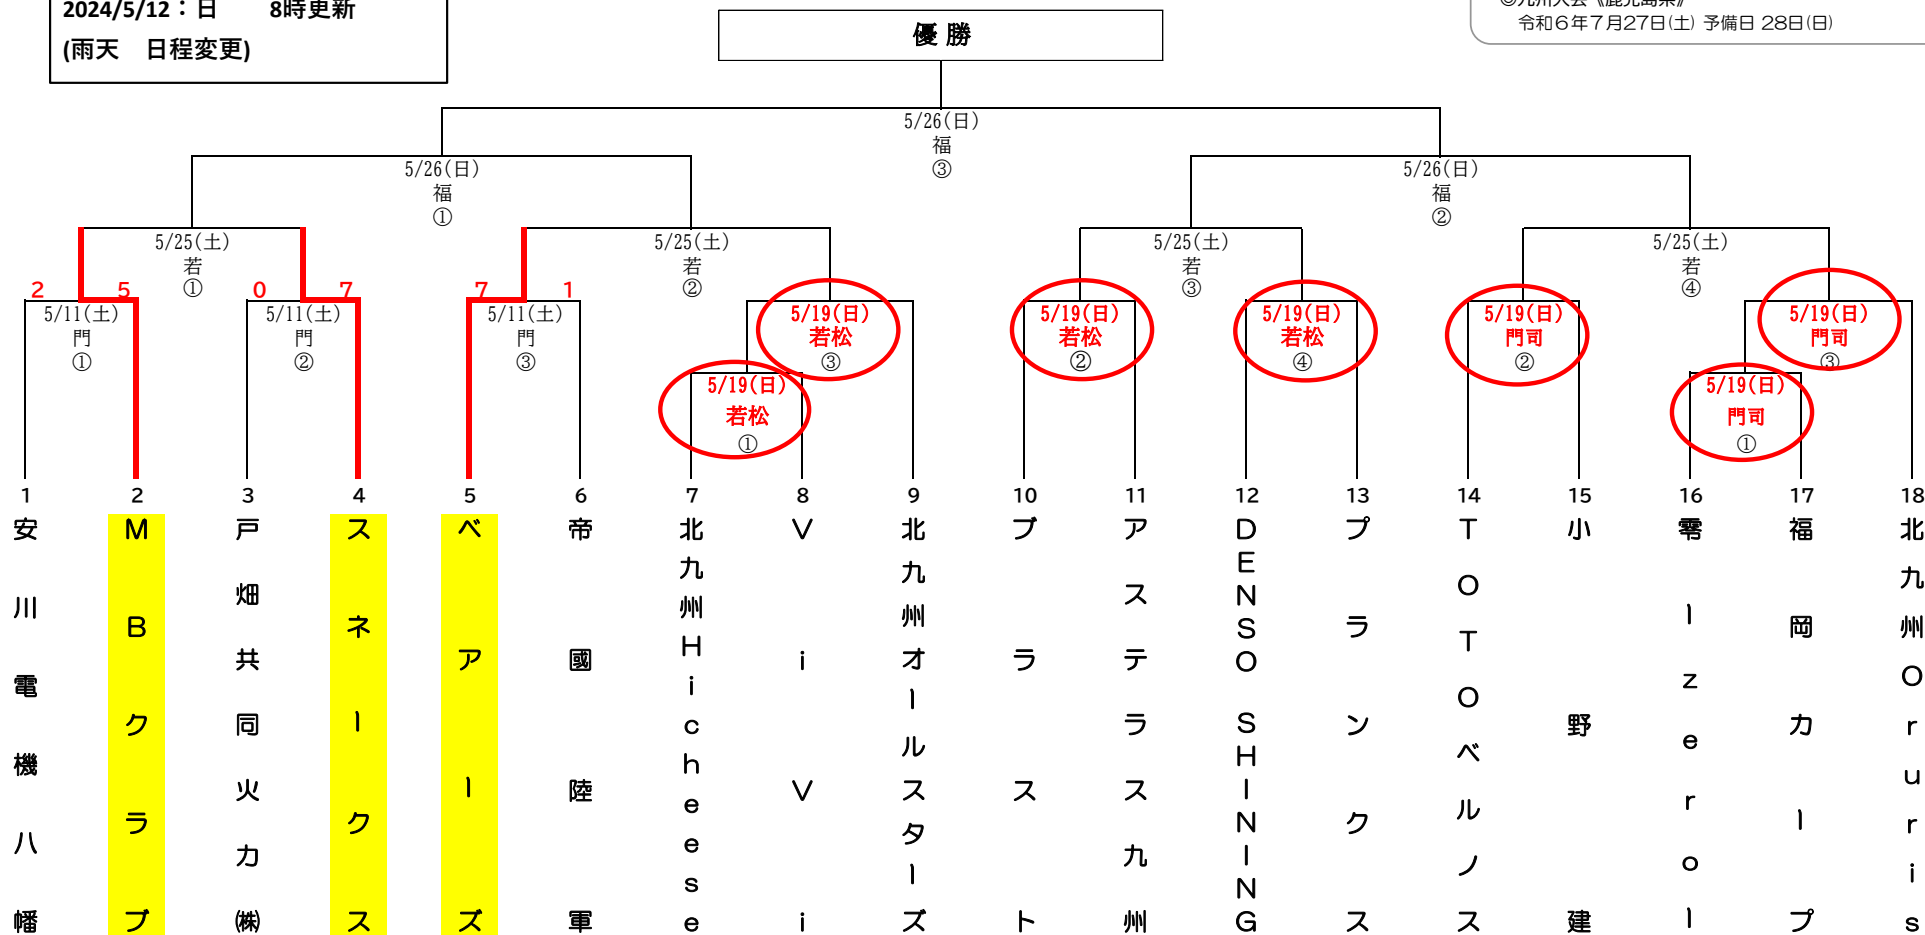 2024/5/12：日　8時更新
(雨天　日程変更)
令和６年７月27日(土) 予備日 28日(日)
優 勝
5/26(日)
福
③
5/26(日)
福
①
5/26(日)
福
②
5/25(土)
若
①
5/25(土)
若
②
5/25(土)
若
③
5/25(土)
若
④
2 5
5/11(土)
門
①
0 7
5/11(土)
門
②
7 1
5/11(土)
門
③
5/19(日)
若松
③
5/19(日)
若松
②
5/19(日)
若松
④
5/19(日)
門司
②
5/19(日)
門司
③
5/19(日)
若松
①
5/19(日)
門司
①
1 2 3 4 5 6 7 8 9 10 11 12 13 14 15 16 17 18
安川電機八幡
ＭＢクラブ
戸畑共同火力㈱
スネークス
ベアーズ
帝國陸軍
北九州Ｈｉｃｈｅｅｓｅ
ＶｉＶｉ
北九州オールスターズ
ブラスト
アステラス九州
ＤＥＮＳＯ ＳＨＩＮＩＮＧ
プランクス
ＴＯＴＯベルノス
小野建
零ーｚｅｒｏー
福岡カープ
北九州Ｏｒｕｒｉｓ